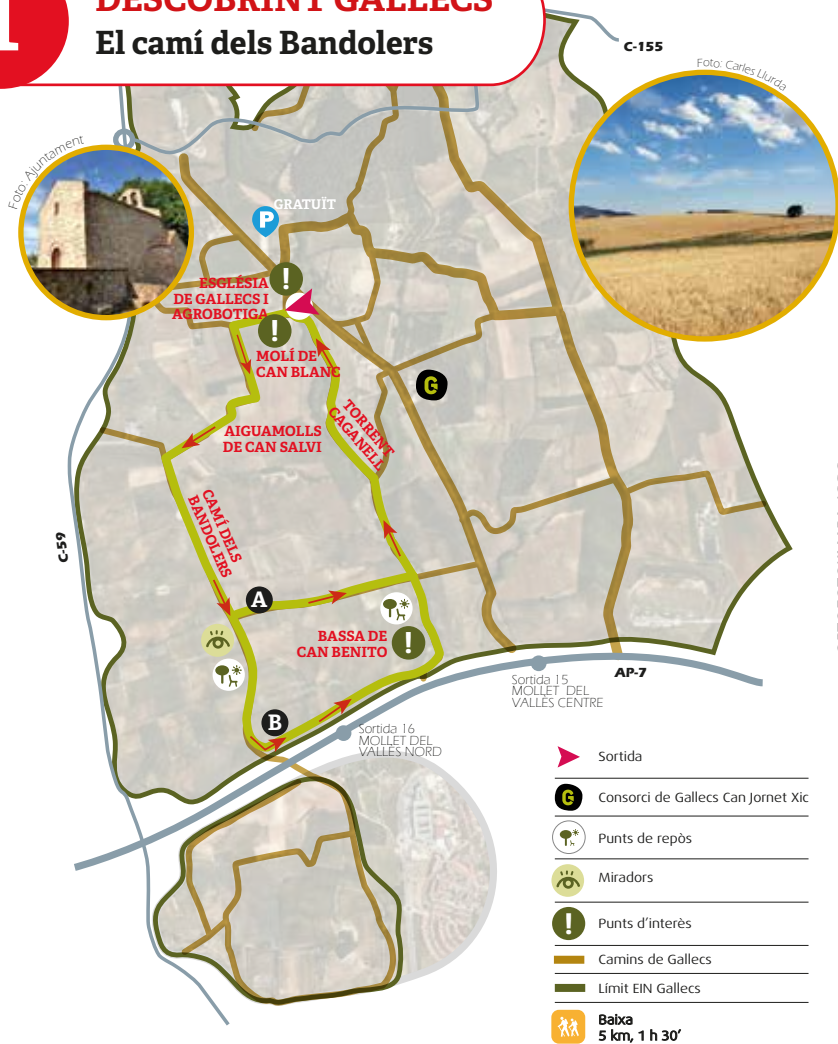 1
DESCOBRINT GALLECS
El camí dels Bandolers
C-155
Foto: Carles Llurda
Foto: Ajuntament
P
GRATUÏT
ESGLÉSIA
DE GALLECS I
AGROBOTIGA
!
!
MOLÍ DE
CAN BLANC
G
AIGUAMOLLS
DE CAN SALVI
TORRENT
CAGANELL
CAMÍ DELS
BANDOLERS
C-59
A
BASSA DE
CAN BENITO
!
B
AP-7
Sortida 15
MOLLET DEL
VALLÈS CENTRE
Sortida 16
MOLLET DEL
VALLÈS NORD
Sortida
G Consorci de Gallecs Can Jornet Xic
Punts de repòs
Miradors
! Punts d'interès
Camins de Gallecs
Límit EIN Gallecs
Baixa
5 km, 1 h 30'